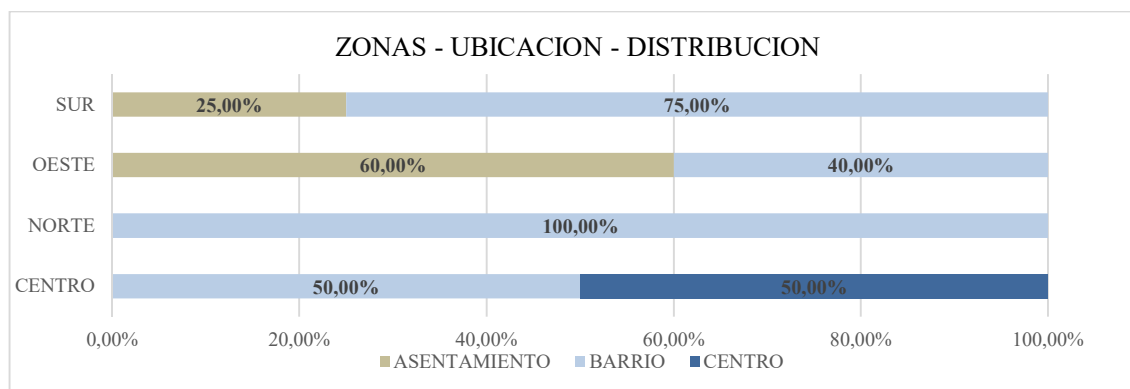 ZONAS - UBICACION - DISTRIBUCION
SUR 25,00% 75,00%
OESTE 60,00% 40,00%
NORTE 100,00%
CENTRO 50,00% 50,00%
0,00% 20,00% 40,00% 60,00% 80,00% 100,00%
ASENTAMIENTO BARRIO CENTRO